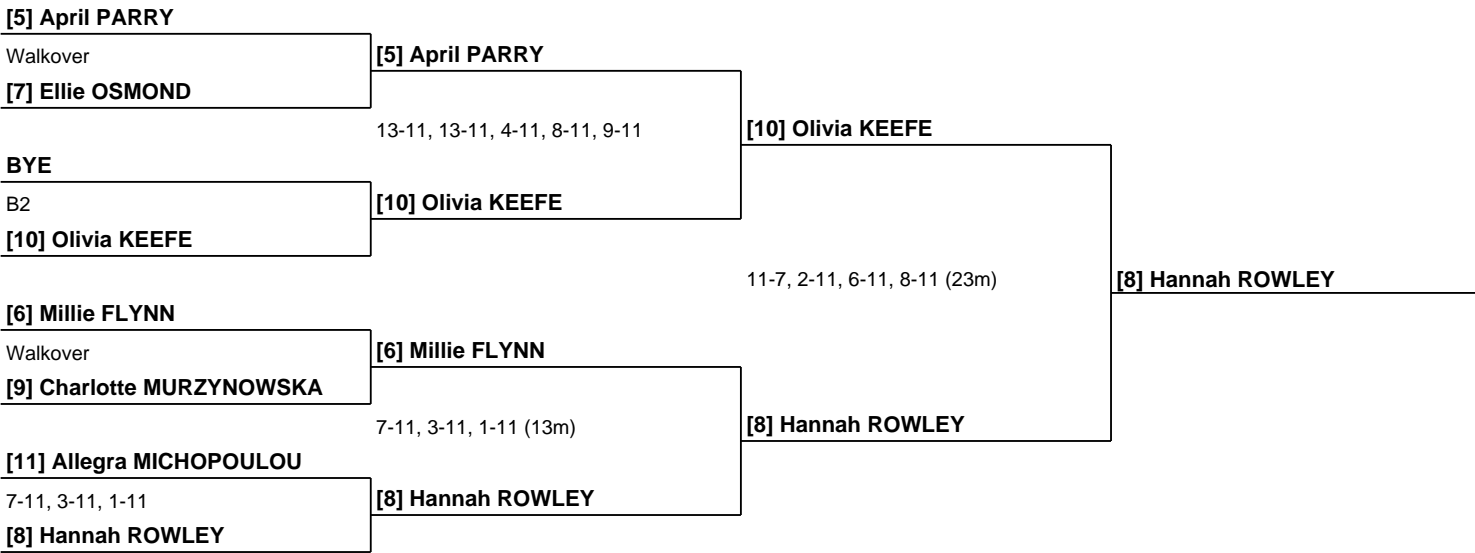 [5] April PARRY
Walkover
[7] Ellie OSMOND
BYE
B2
[10] Olivia KEEFE
[6] Millie FLYNN
Walkover
[9] Charlotte MURZYNOWSKA
[11] Allegra MICHOPOULOU
7-11, 3-11, 1-11
[8] Hannah ROWLEY
[5] April PARRY
13-11, 13-11, 4-11, 8-11, 9-11
[10] Olivia KEEFE
[6] Millie FLYNN
7-11, 3-11, 1-11 (13m)
[8] Hannah ROWLEY
[10] Olivia KEEFE
11-7, 2-11, 6-11, 8-11 (23m)
[8] Hannah ROWLEY
[8] Hannah ROWLEY